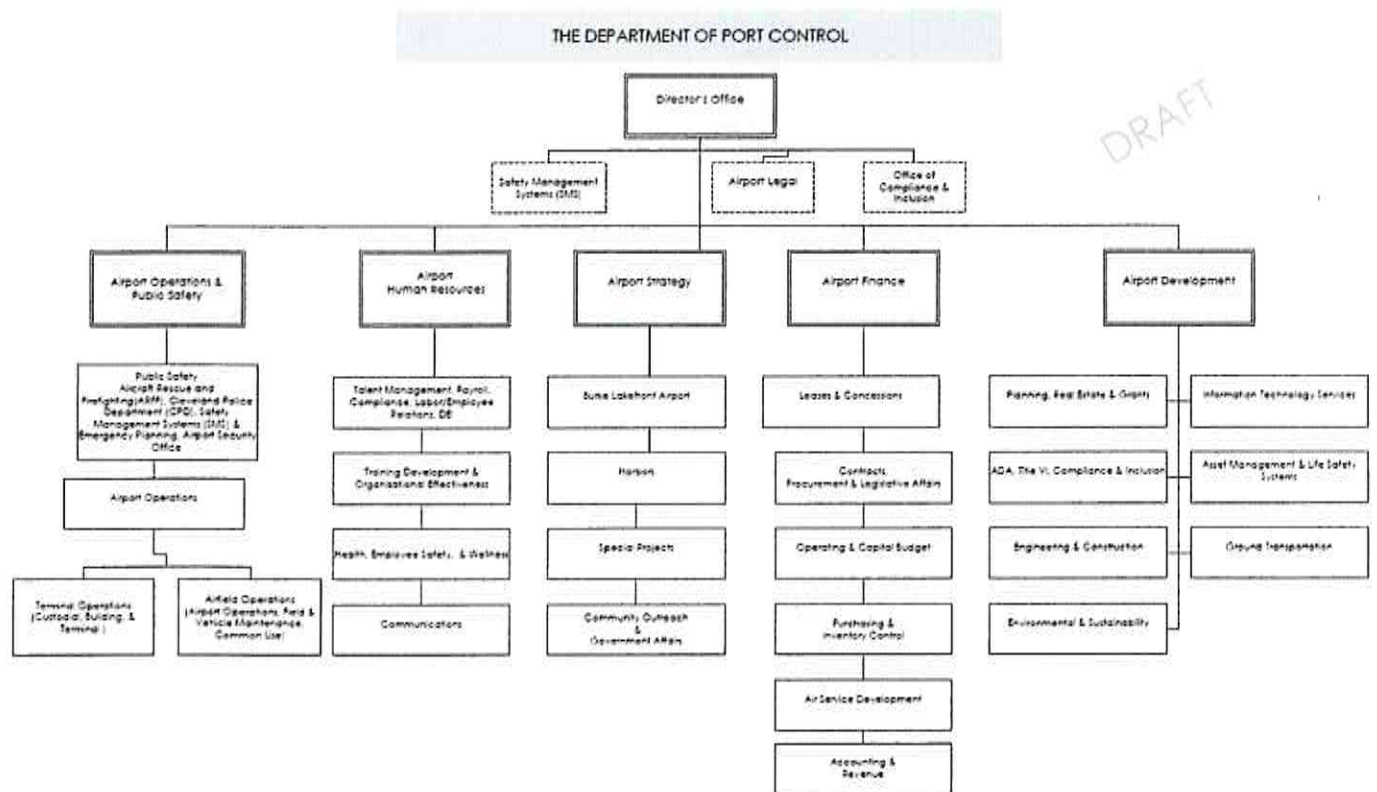 THE DEPARTMENT OF PORT CONTROL
DRAFT
Director's Office
Safety Management
Systems (SMS)
Airport Legal
Office of
Compliance &
Inclusion
Airport Operations &
Public Safety
Airport
Human Resources
Airport Strategy
Airport Finance
Airport Development
Public Safety
Aircraft Rescue and
Firefighting(ARFF), Cleveland Police
Department (CPD), Safety
Management Systems (SMS) &
Emergency Planning, Airport Security
Office
Airport Operations
Terminal Operations
(Custodial, Building, &
Terminal)
Airfield Operations
(Airport Operations, Field &
Vehicle Maintenance,
Common Use)
Talent Management, Payroll,
Compliance, Labor/Employee
Relations,
Training Development &
Organisational Effectiveness
Health, Employee Safety, & Wellness
Communications
Burke Lakefront Airport
Harbors
Special Projects
Community Outreach
&
Government Affairs
Leases & Concessions
Contracts,
Procurement & Legislative Affairs
Operating & Capital Budget
Purchasing &
Inventory Control
Air Service Development
Accounting &
Revenue
Planning, Real Estate & Grants
Information Technology Services
ADA, Title VI, Compliance & Inclusion
Asset Management & Life Safety
Systems
Engineering & Construction
Ground Transportation
Environmental & Sustainability